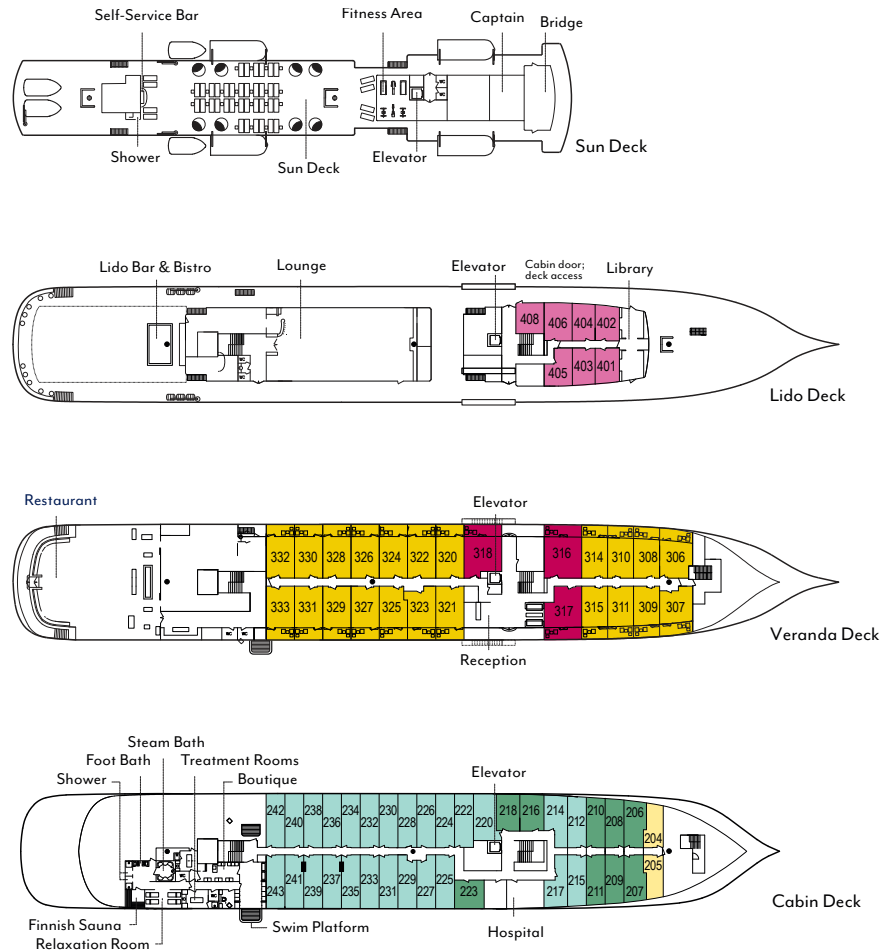 Self-Service Bar
Fitness Area
Captain
Bridge
Shower
Sun Deck
Elevator
Sun Deck
Lido Bar & Bistro
Lounge
Elevator
Cabin door;
deck access
Library
408 406 404 402
405 403 401
Lido Deck
Restaurant
Elevator
332 330 328 326 324 322 320 318 316 314 310 308 306
333 331 329 327 325 323 321 317 315 311 309 307
Veranda Deck
Reception
Steam Bath
Foot Bath
Treatment Rooms
Shower
Boutique
Elevator
242 240 238 236 234 232 230 228 226 224 222 220 218 216 214 212 210 208 206 204
243 241 239 237 235 233 231 229 227 225 223 217 215 211 209 207 205
Cabin Deck
Finnish Sauna
Relaxation Room
Swim Platform
Hospital